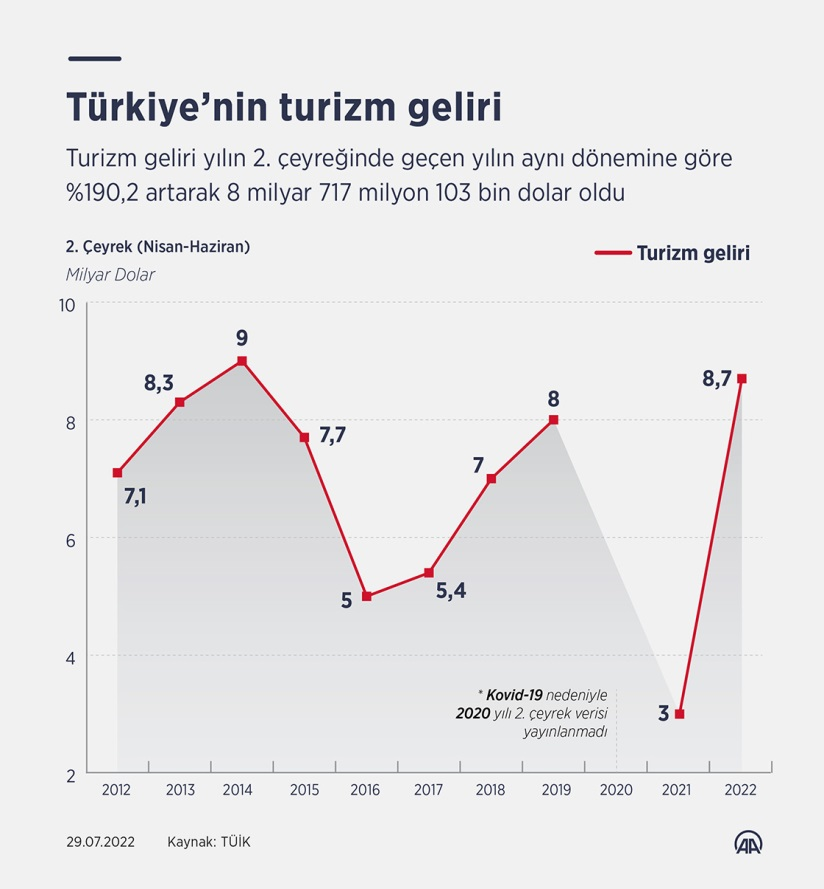 Türkiye’nin turizm geliri
Turizm geliri yılın 2. çeyreğinde geçen yılın aynı dönemine göre
%190,2 artarak 8 milyar 717 milyon 103 bin dolar oldu
2. Çeyrek (Nisan-Haziran)
Milyar Dolar
Turizm geliri
10
8
6
4
2
7,1
8,3
9
7,7
5
5,4
7
8
3
8,7
* Kovid-19 nedeniyle
2020 yılı 2. çeyrek verisi
yayınlanmadı
2012 2013 2014 2015 2016 2017 2018 2019 2020 2021 2022
29.07.2022 Kaynak: TÜİK
AA